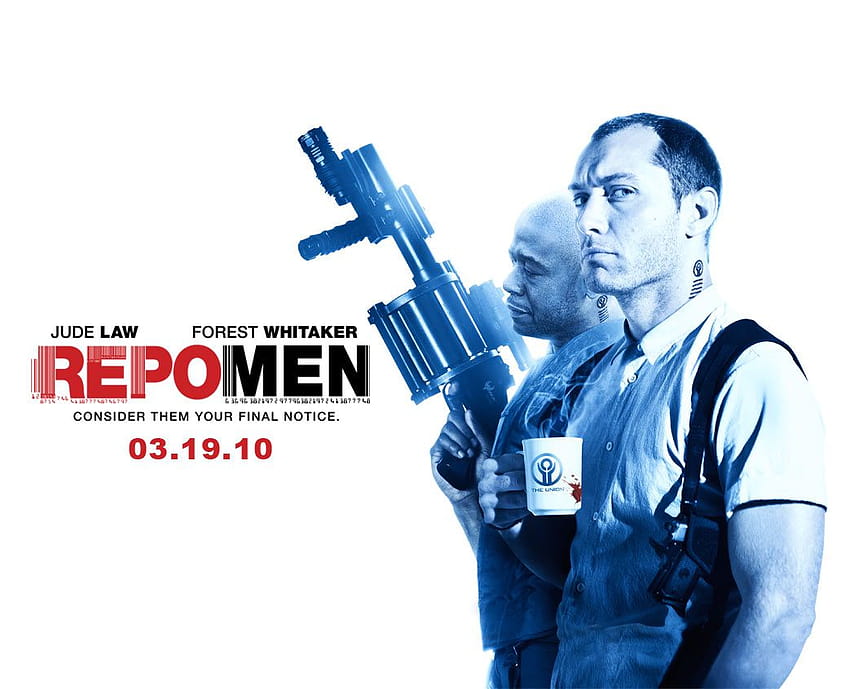 JUDE LAW FOREST WHITAKER
REPOMEN
CONSIDER THEM YOUR FINAL NOTICE.
03.19.10
THE UNION